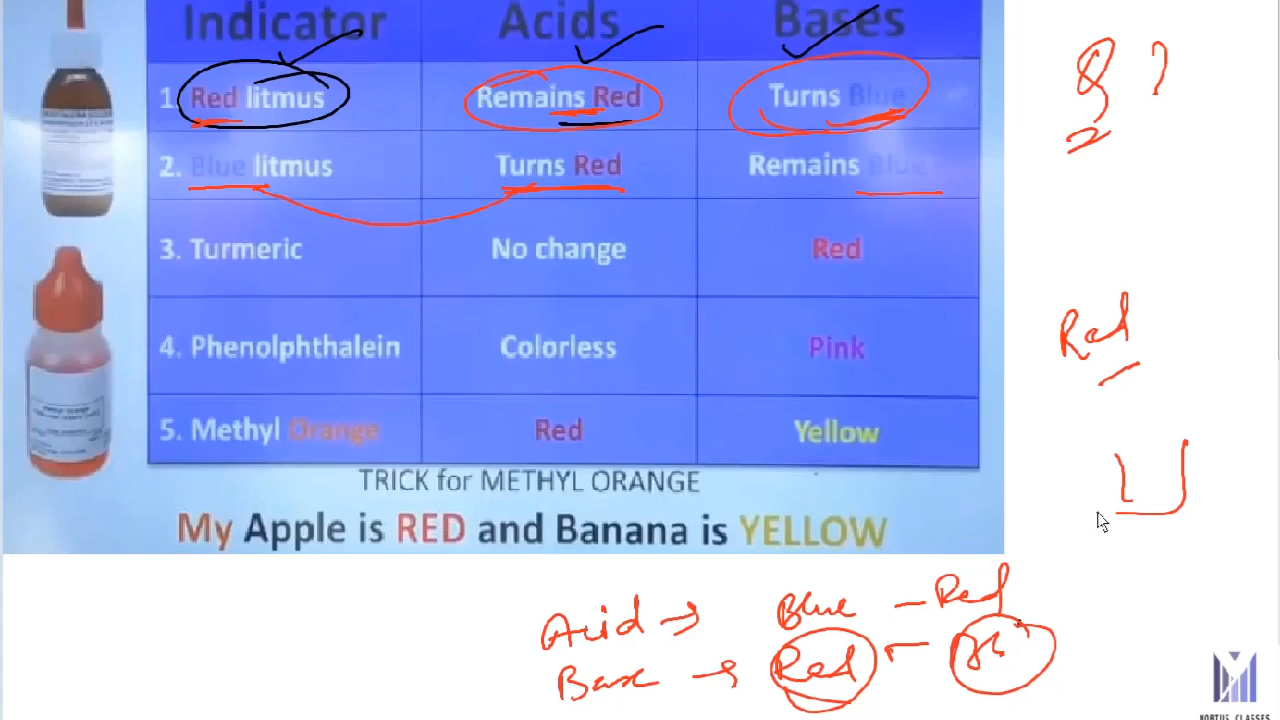 Indicator Acids Bases
1. Red litmus Remains Red Turns Blue
2. Blue litmus Turns Red Remains Blue
3. Turmeric No change Red
4. Phenolphthalein Colorless Pink
5. Methyl Orange Red Yellow
TRICK for METHYL ORANGE
My Apple is RED and Banana is YELLOW
Red
Acid → Blue - Red
Base → Red -